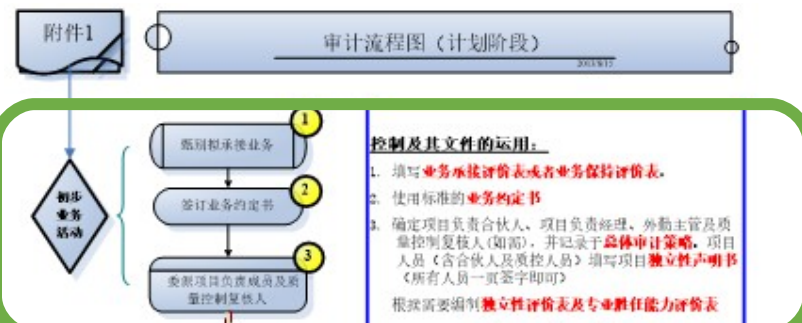 附件1
审计流程图（计划阶段）
1
甄别拟承接业务
控制及其文件的运用：
1. 填写业务承接评价表或者业务保持评价表。
初步
业务
活动
2
签订业务约定书
2. 使用标准的业务约定书
3. 确定项目负责合伙人、项目负责经理、外勤主管及质
量控制复核人（如需），并记录于总体审计策略。项目
人员（含合伙人及质控人员）填写项目独立性声明书
（所有人员一页签字即可）
3
委派项目负责成员及质
量控制复核人
根据需要编制独立性评价表及专业胜任能力评价表